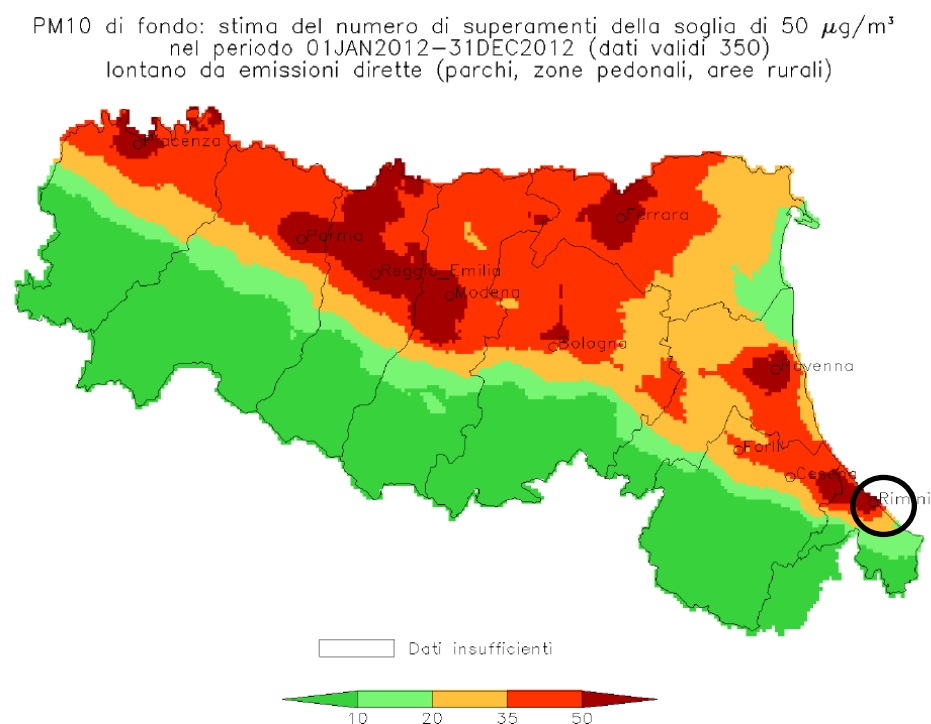 PM10 di fondo: stima del numero di superamenti della soglia di 50 μg/m³
nel periodo 01JAN2012−31DEC2012 (dati validi 350)
lontano da emissioni dirette (parchi, zone pedonali, aree rurali)
Piacenza
Ferrara
Parma
Reggio_Emilia
Modena
Bologna
Ravenna
Forli'
Cesena
Rimini
Dati insufficienti
10 20 35 50